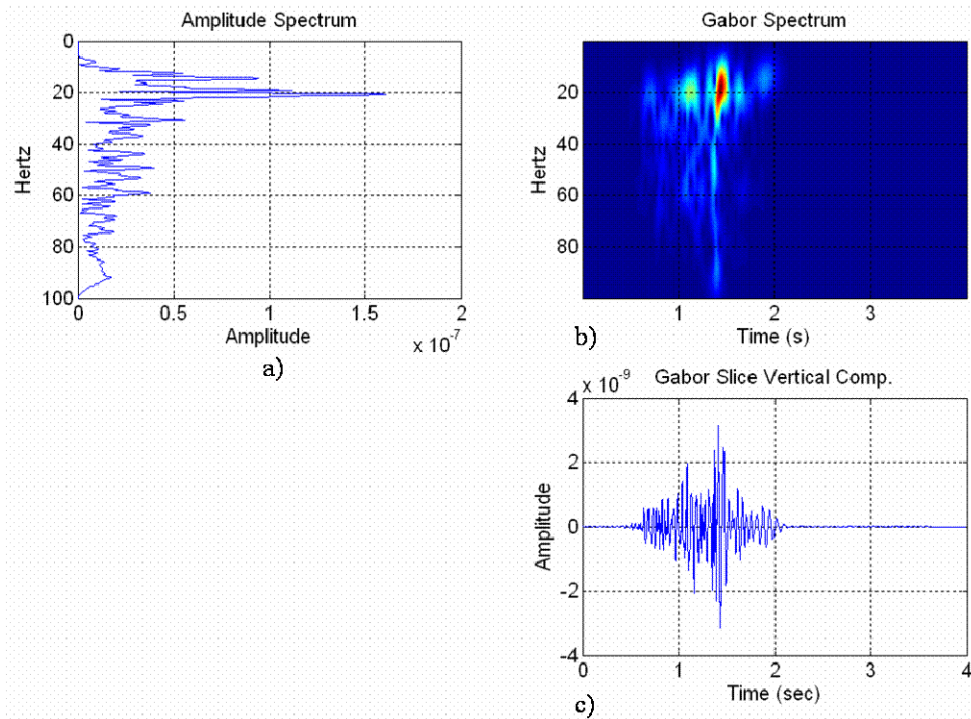 Amplitude Spectrum
0
20
40
60
80
100
Hertz
0
0.5
1
1.5
2
Amplitude
x 10-7
a)
Gabor Spectrum
20
40
60
80
Hertz
1
2
3
Time (s)
b)
x 10-9
Gabor Slice Vertical Comp.
4
2
0
-2
-4
Amplitude
0
1
2
3
4
Time (sec)
c)